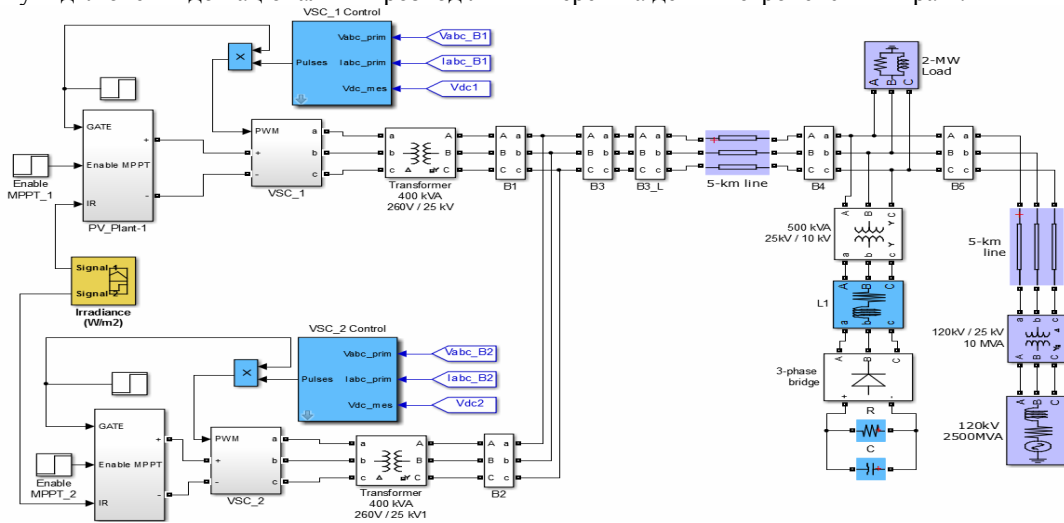 VSC_1 Control
Vabc_prim
Iabc_prim
Vdc_mes
Pulses
Vabc_B1
Iabc_B1
Vdc1
X
GATE
Enable MPPT
IR
+
-
Enable
MPPT_1
PV_Plant-1
PWM
+
-
a
b
c
VSC_1
a
b
c
A
B
C
Transformer
400 kVA
260V / 25 kV
A a
B b
C c
B1
A a
B b
C c
B3
A a
B b
C c
B3_L
5-km line
A a
B b
C c
B4
2-MW
Load
A
B
C
A a
B b
C c
B5
500 kVA
25kV / 10 kV
A
B
C
Y
Y
a
b
c
L1
A
B
C
a
b
c
3-phase
bridge
A
B
C
+
-
R
C
5-km
line
120kV / 25 kV
10 MVA
a
b
c
A
B
C
120kV
2500MVA
A
B
C
Signal 1
Signal 2
Irradiance
(W/m2)
VSC_2 Control
Vabc_prim
Iabc_prim
Vdc_mes
Pulses
Vabc_B2
Iabc_B2
Vdc2
X
GATE
Enable MPPT
IR
+
-
Enable
MPPT_2
PWM
+
-
a
b
c
VSC_2
a
b
c
A
B
C
Transformer
400 kVA
260V / 25 kV1
A a
B b
C c
B2